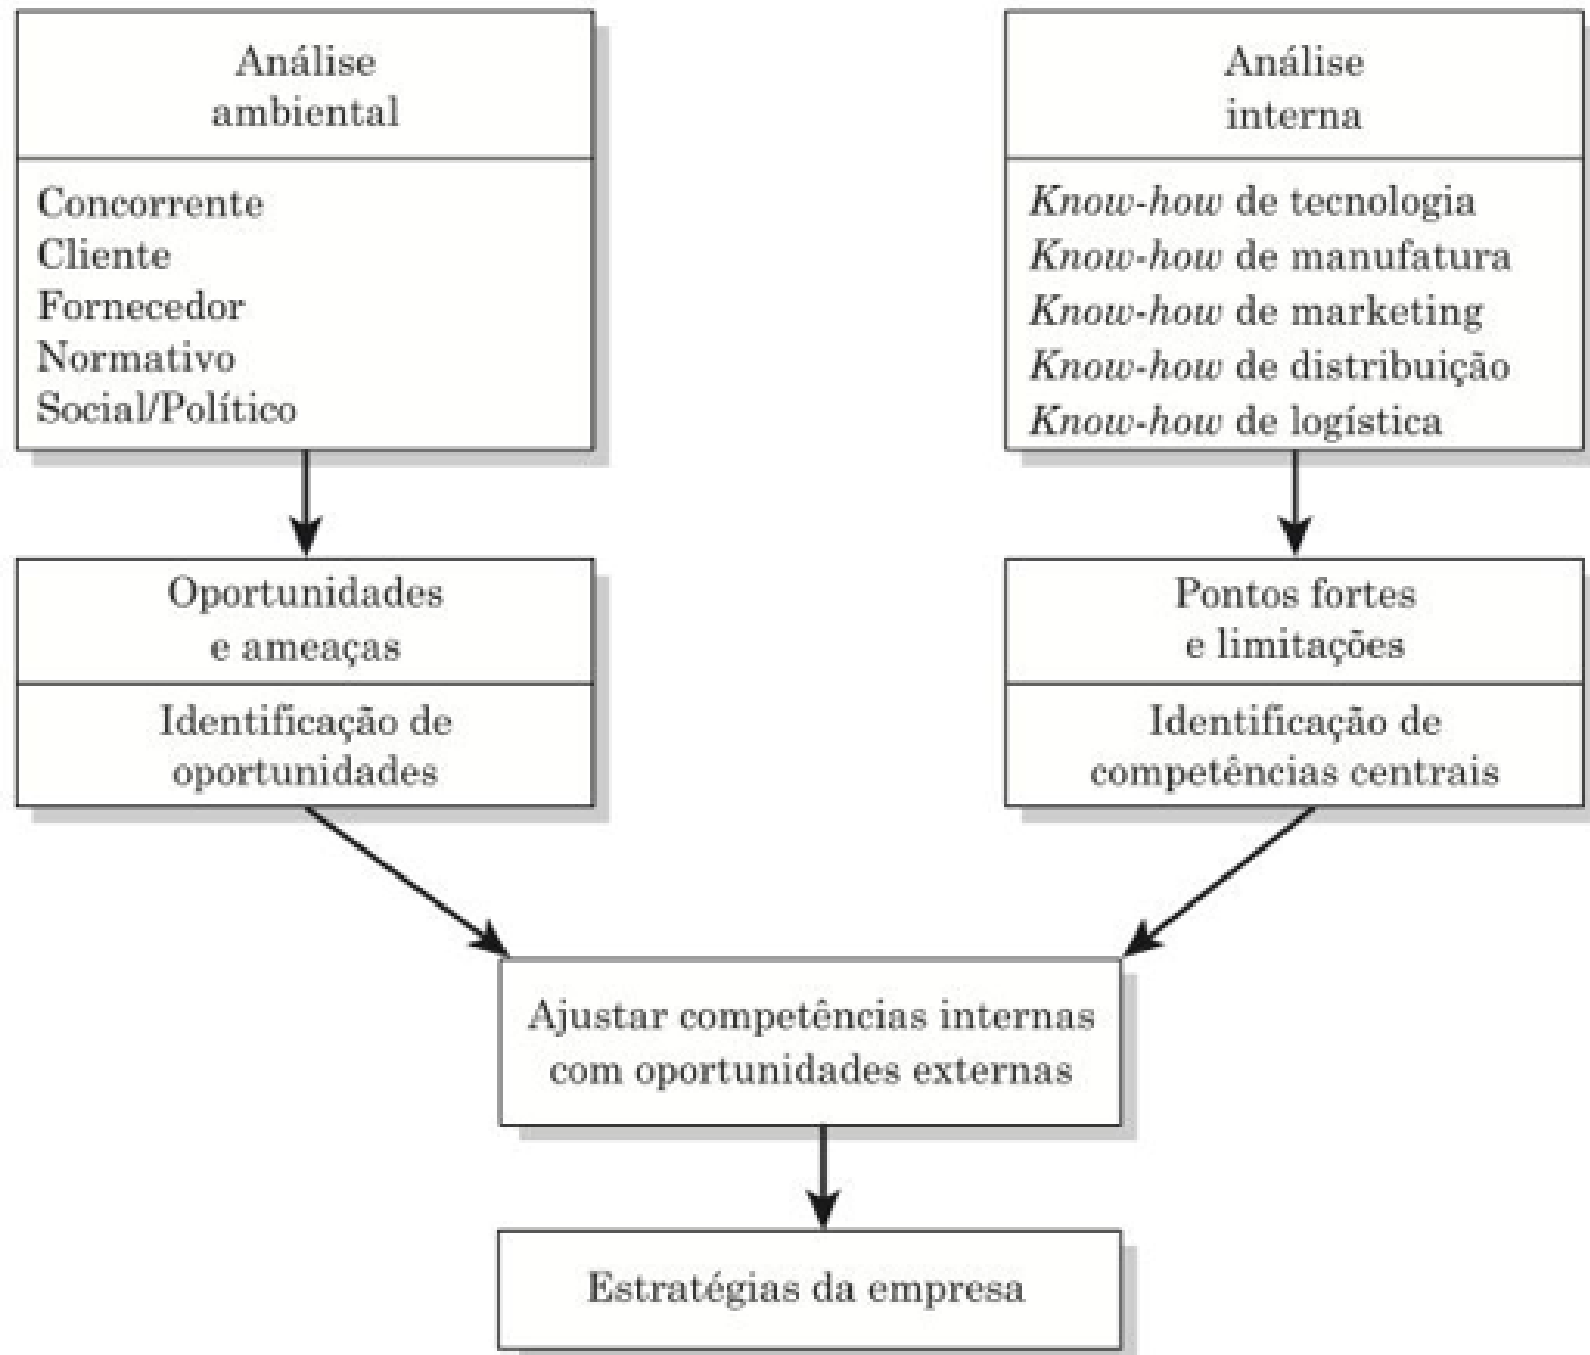 Análise
ambiental
Concorrente
Cliente
Fornecedor
Normativo
Social/Político
Análise
interna
Know-how de tecnologia
Know-how de manufatura
Know-how de marketing
Know-how de distribuição
Know-how de logística
Oportunidades
e ameaças
Identificação de
oportunidades
Pontos fortes
e limitações
Identificação de
competências centrais
Ajustar competências internas
com oportunidades externas
Estratégias da empresa